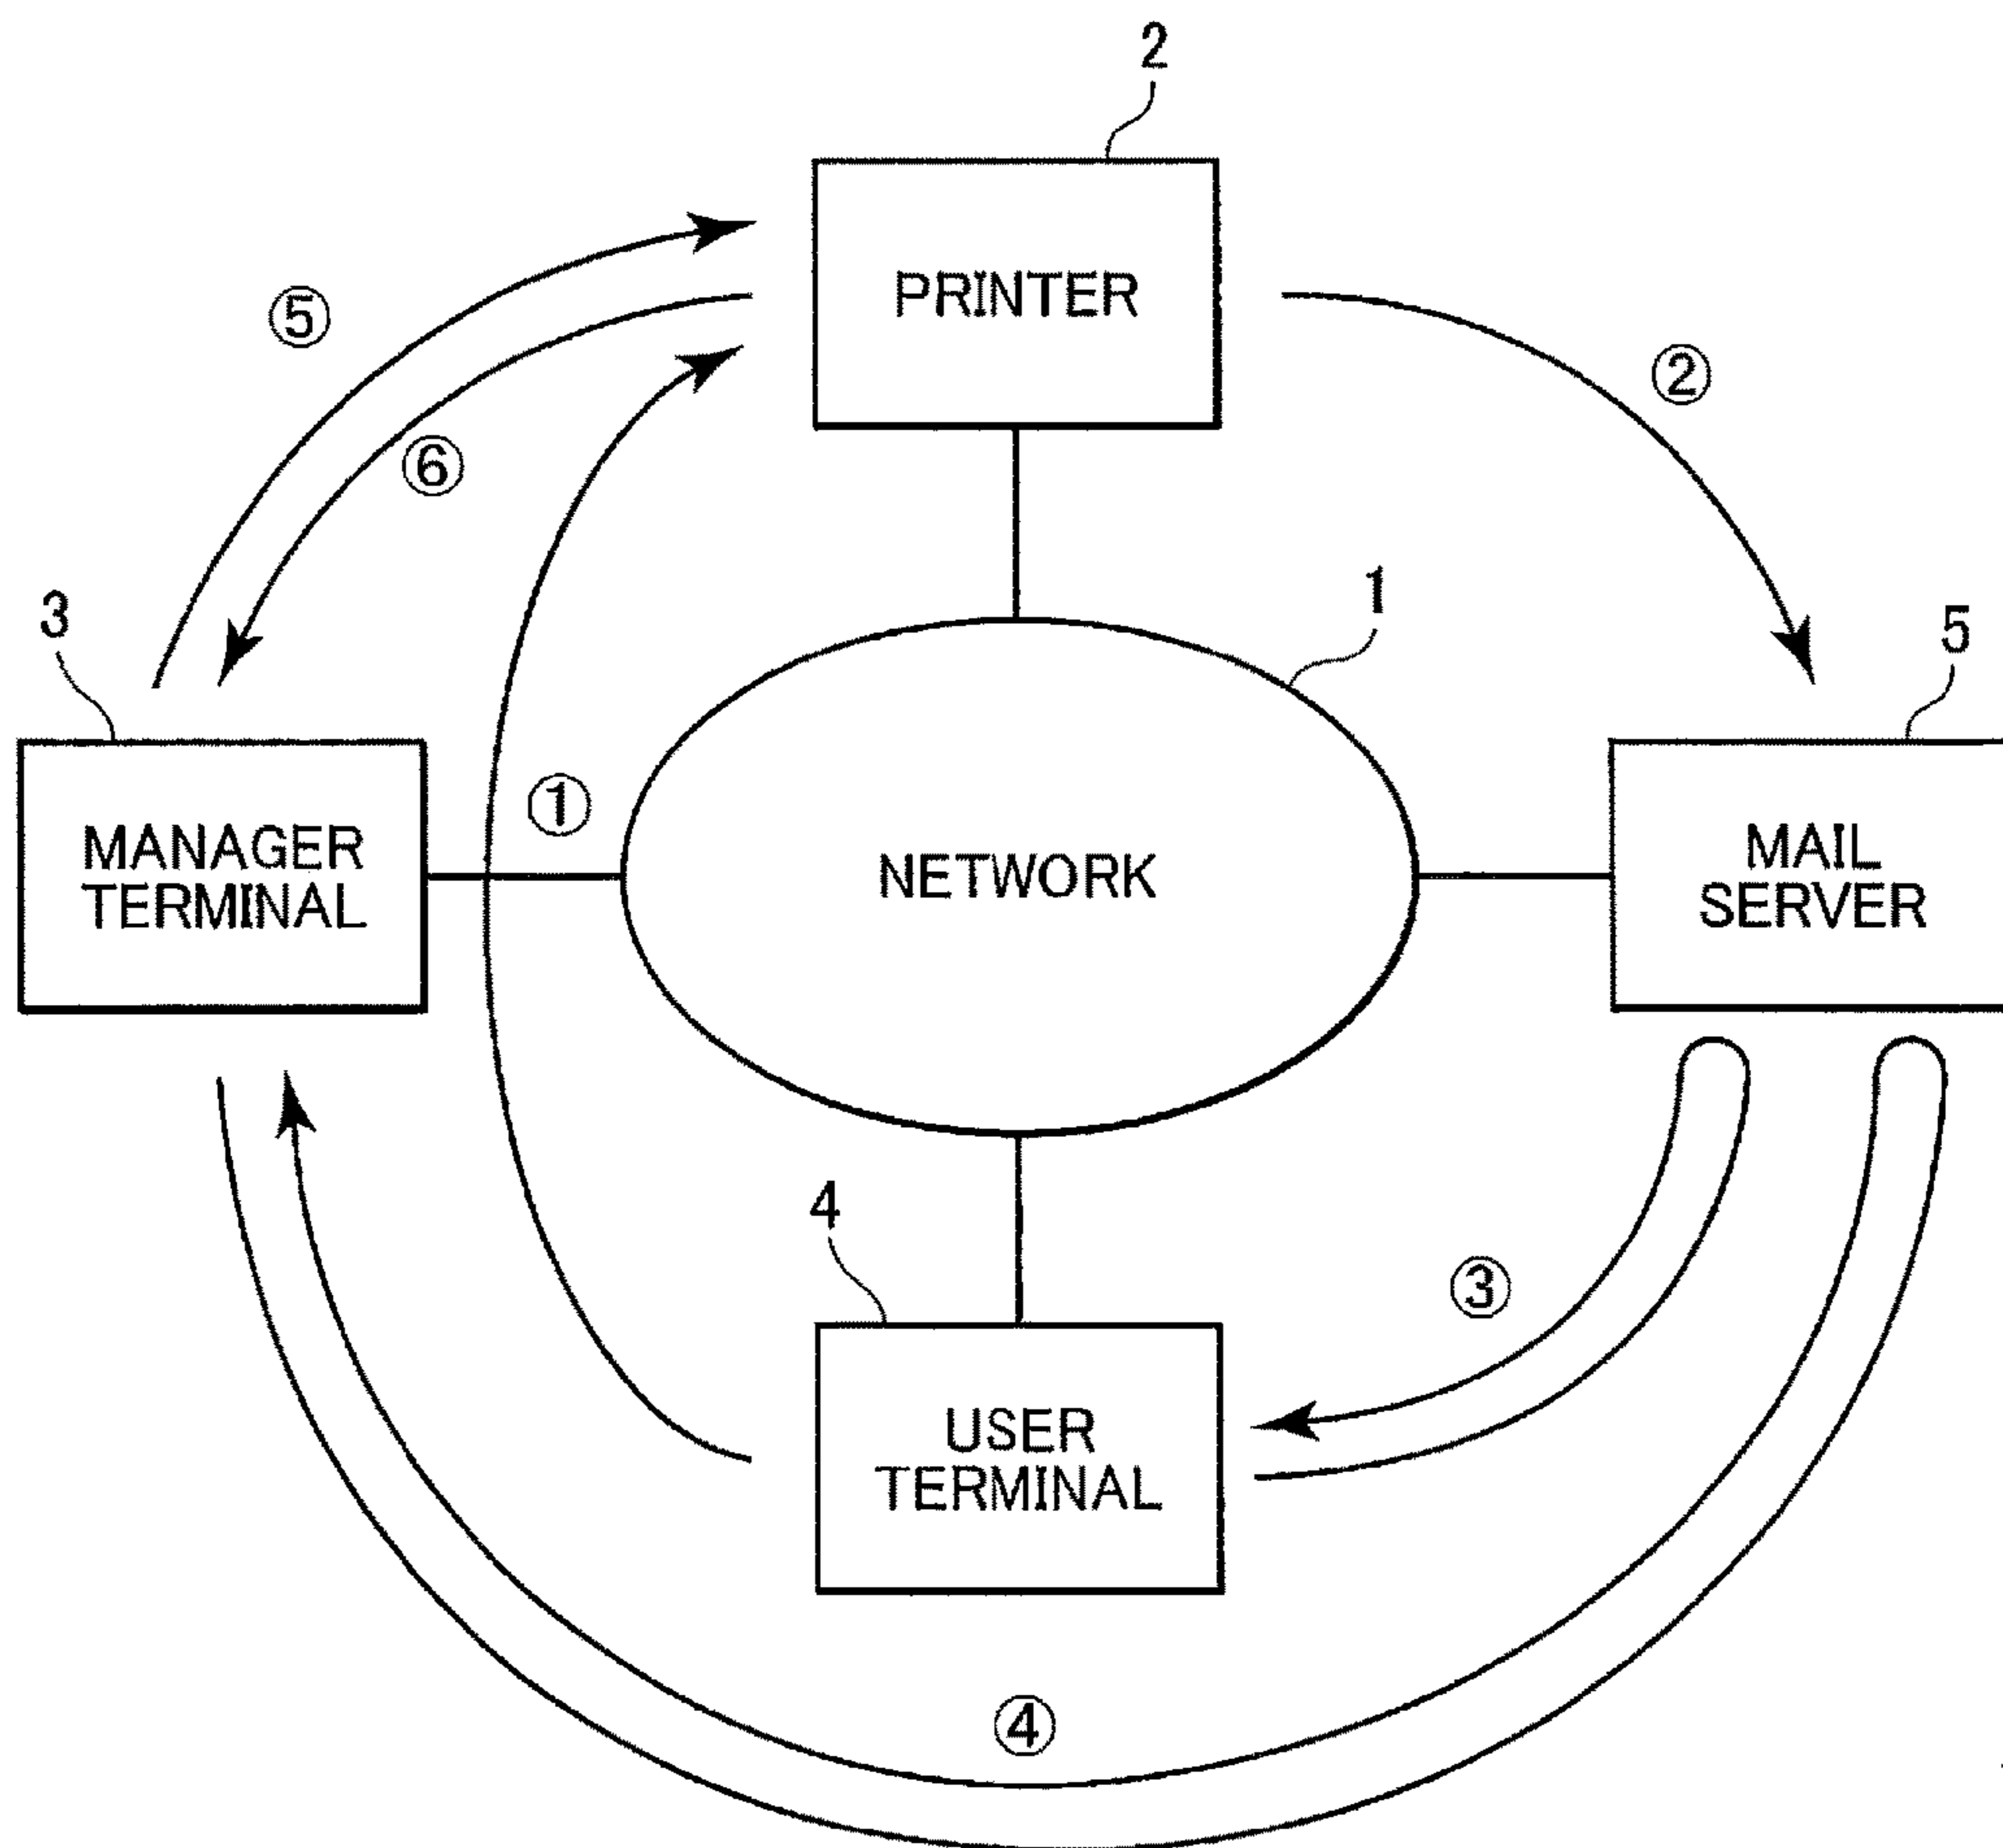 2
PRINTER
⑤
②
⑥
1
3
5
①
MANAGER
TERMINAL
NETWORK
MAIL
SERVER
4
③
USER
TERMINAL
④